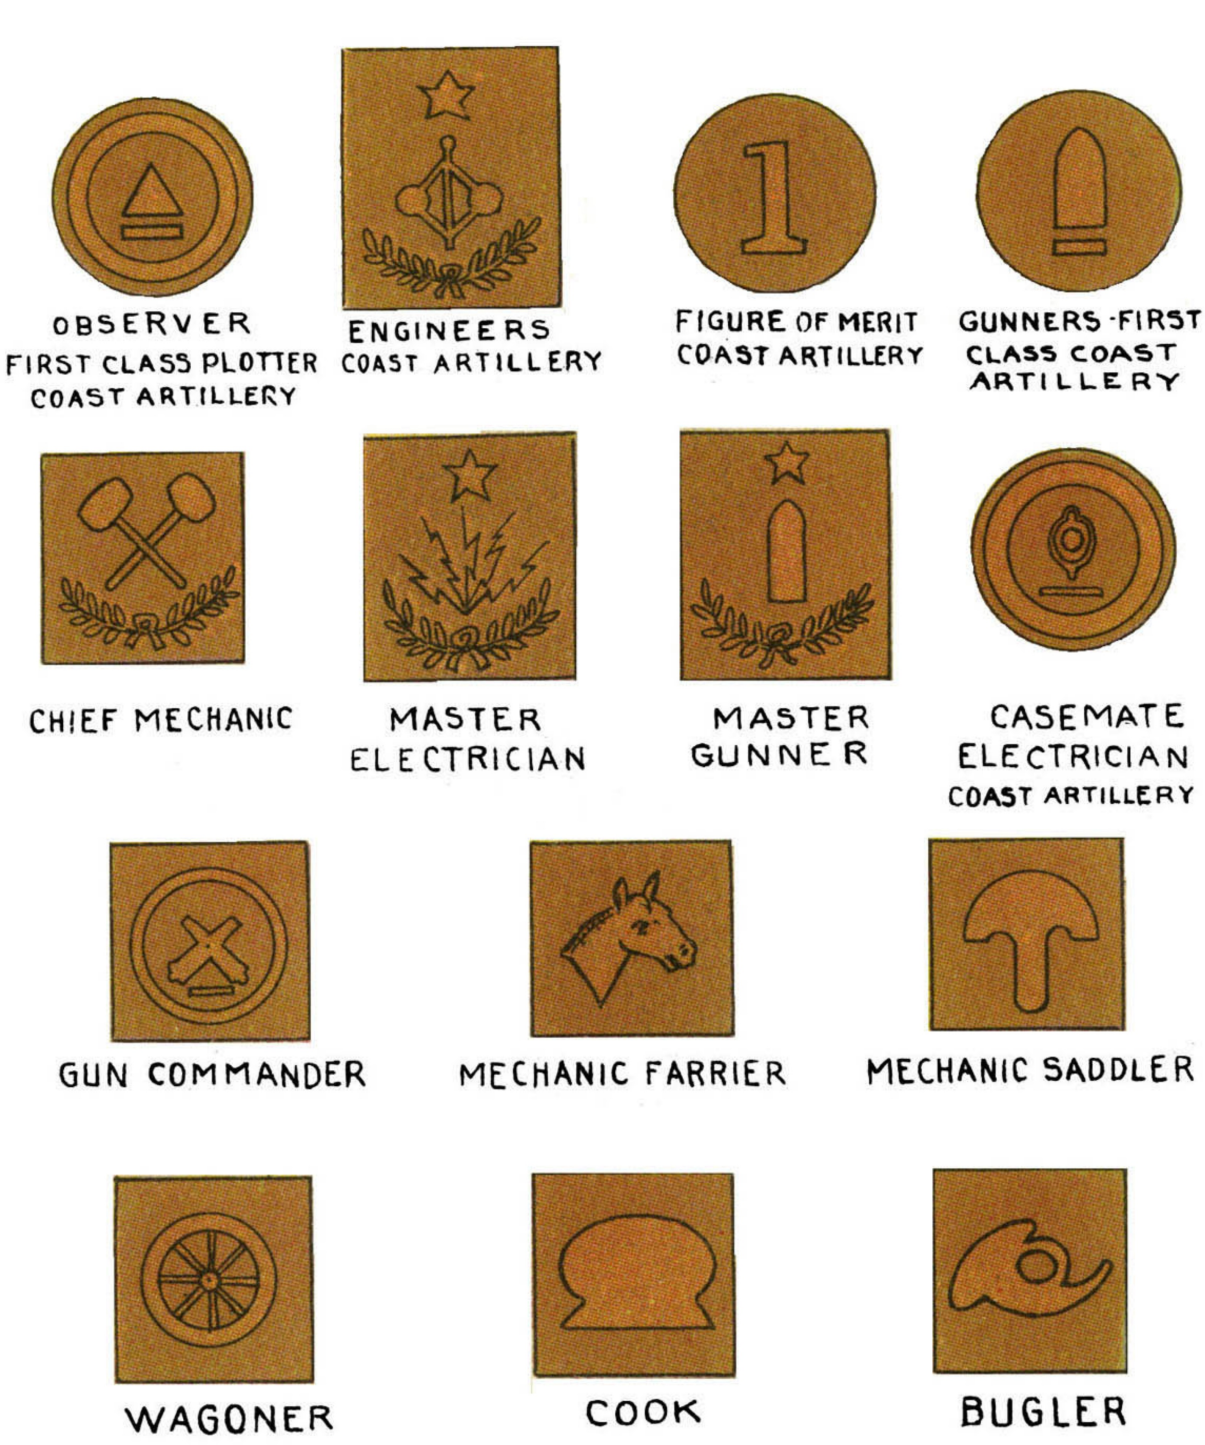 OBSERVER
FIRST CLASS PLOTTER
COAST ARTILLERY
ENGINEERS
COAST ARTILLERY
1
FIGURE OF MERIT
COAST ARTILLERY
GUNNERS-FIRST
CLASS COAST
ARTILLERY
CHIEF MECHANIC
MASTER
ELECTRICIAN
MASTER
GUNNER
CASEMATE
ELECTRICIAN
COAST ARTILLERY
GUN COMMANDER
MECHANIC FARRIER
MECHANIC SADDLER
WAGONER
COOK
BUGLER